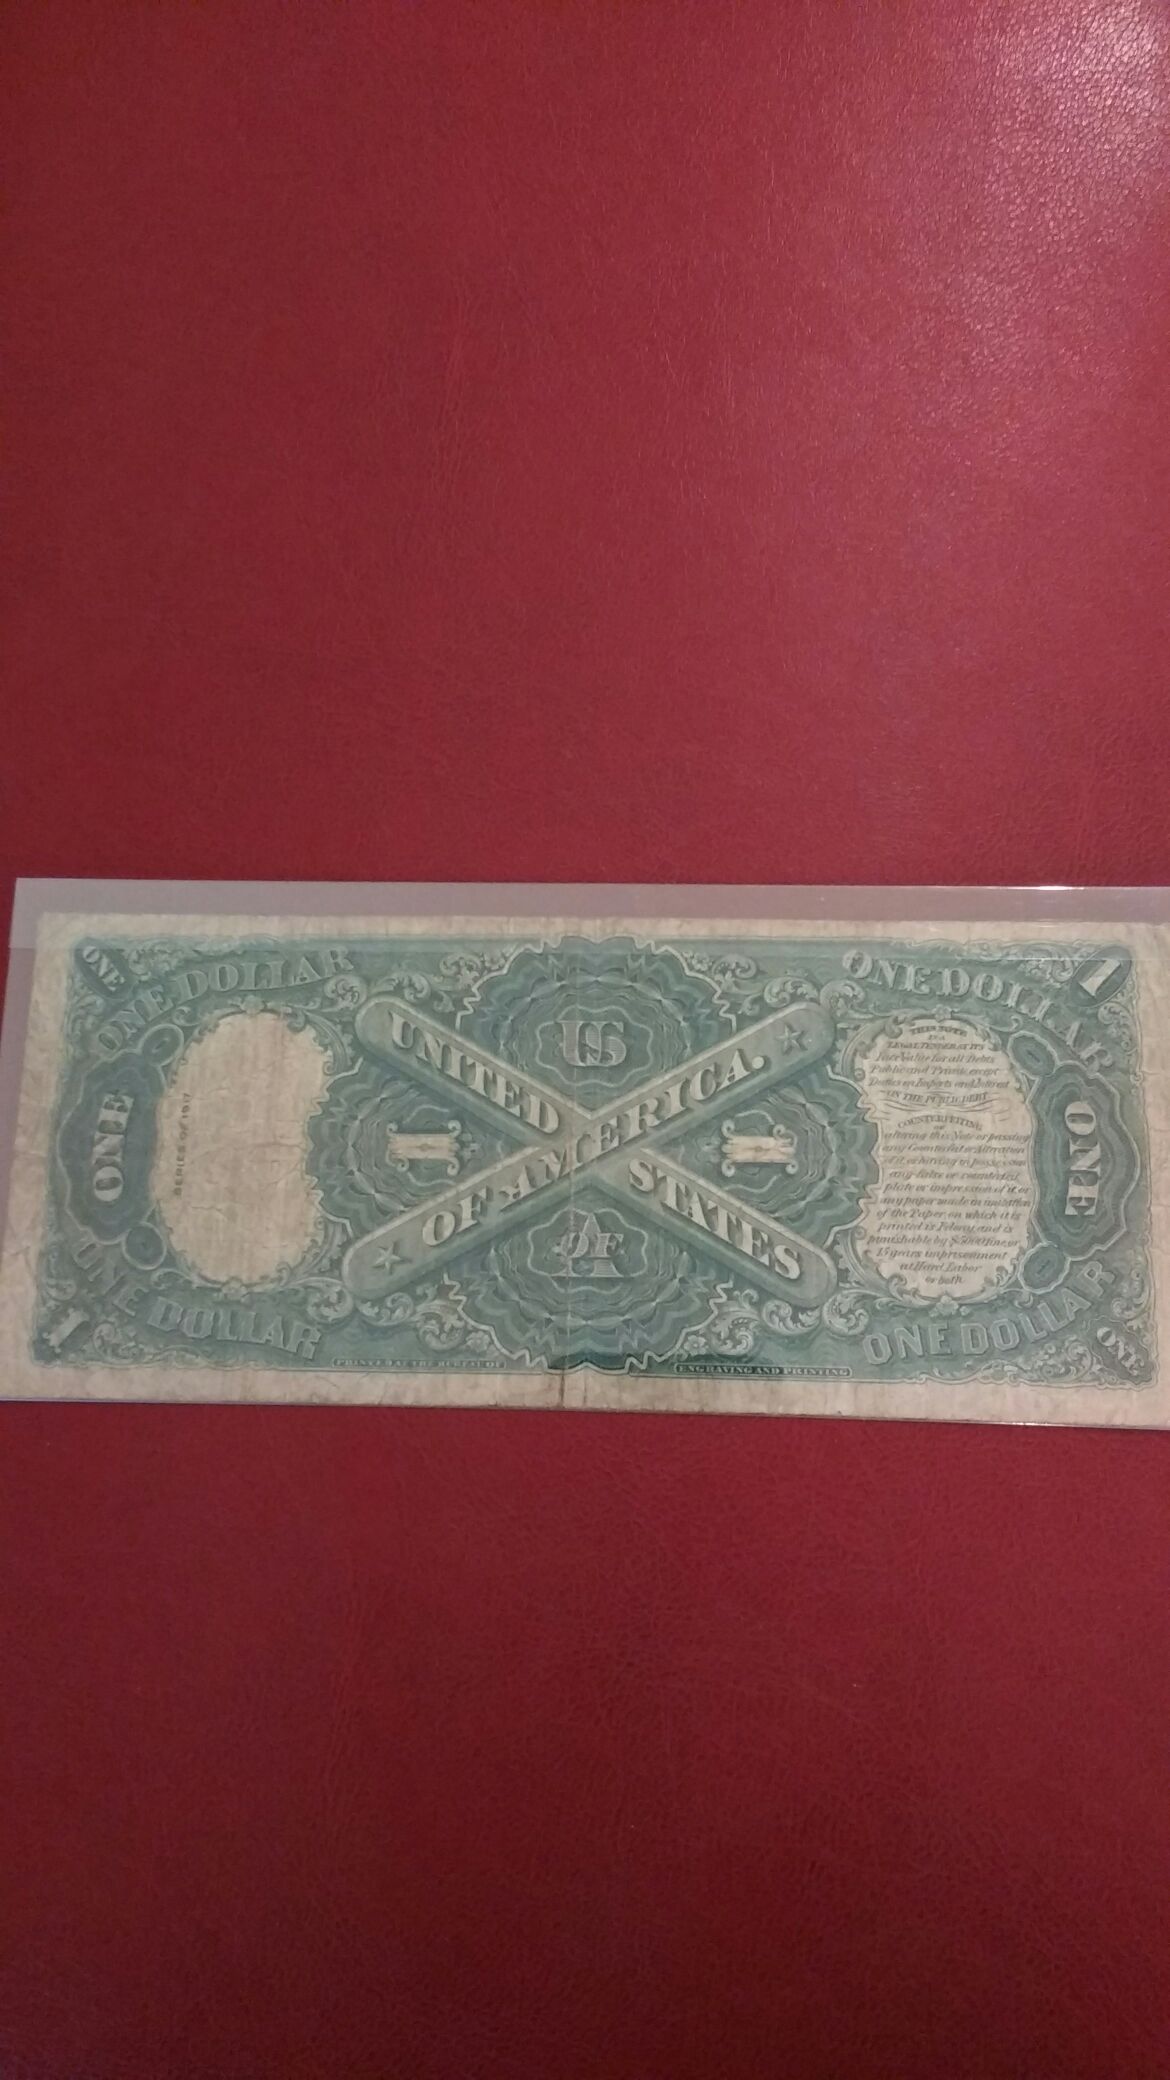 ONE
ONE DOLLAR
ONE DOLLAR
1
US
UNITED
STATES
OF AMERICA.
ONE
SERIES OF 1917
1
1
THIS NOTE
IS A
LEGAL TENDER AT ITS
Face Value for all Debts
Public and Private, except
Duties on Imports and Interest
ON THE PUBLIC DEBT.
COUNTERFEITING
or
altering this Note or passing
any Counterfeit or Alteration
of it, or having in possession
any false or counterfeit
plate or impression of it, or
any paper made in imitation
of the Paper on which it is
printed is Felony, and is
punishable by $5000 fine, or
15 years imprisonment
at Hard Labor
or both
ONE
OF
A
1
ONE DOLLAR
ONE DOLLAR
ONE
PRINTED AT THE BUREAU OF
ENGRAVING AND PRINTING